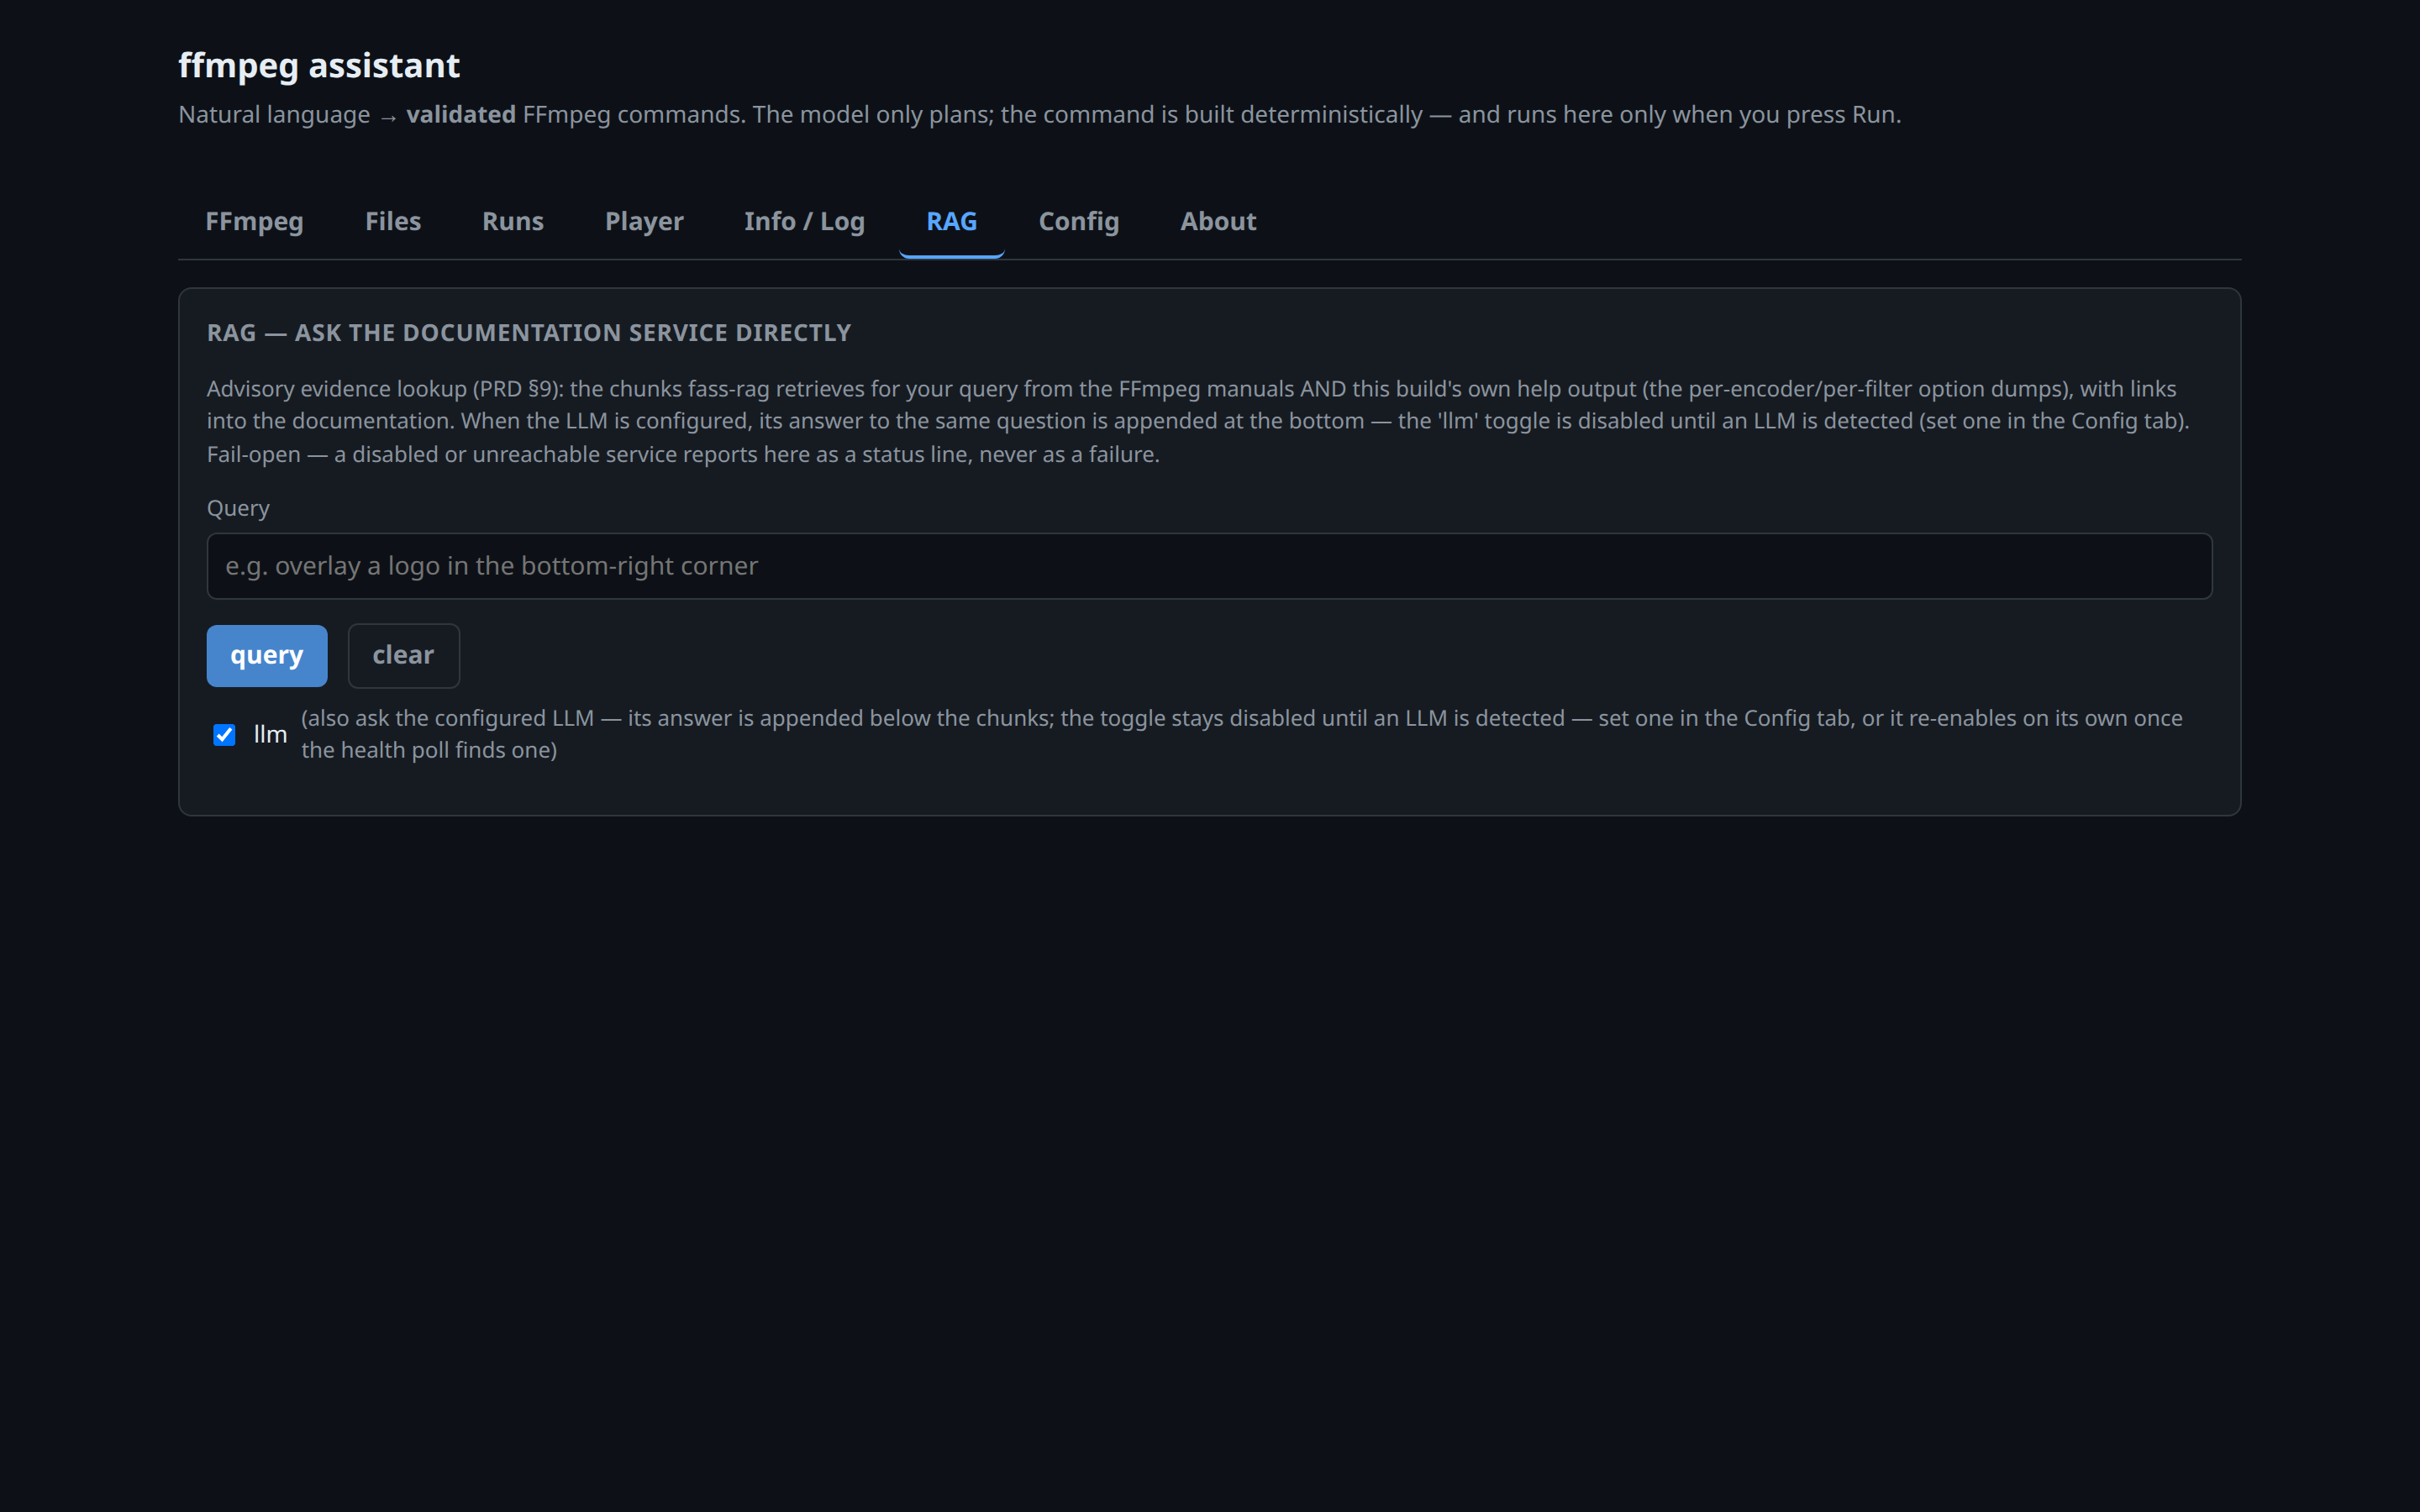 ffmpeg assistant
Natural language → validated FFmpeg commands. The model only plans; the command is built deterministically — and runs here only when you press Run.
FFmpeg Files Runs Player Info / Log RAG Config About
RAG — ASK THE DOCUMENTATION SERVICE DIRECTLY
Advisory evidence lookup (PRD §9): the chunks fass-rag retrieves for your query from the FFmpeg manuals AND this build's own help output (the per-encoder/per-filter option dumps), with links
into the documentation. When the LLM is configured, its answer to the same question is appended at the bottom — the 'llm' toggle is disabled until an LLM is detected (set one in the Config tab).
Fail-open — a disabled or unreachable service reports here as a status line, never as a failure.
Query
e.g. overlay a logo in the bottom-right corner
query clear
llm (also ask the configured LLM — its answer is appended below the chunks; the toggle stays disabled until an LLM is detected — set one in the Config tab, or it re-enables on its own once
the health poll finds one)